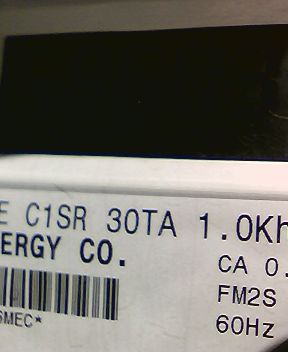 E C1SR 30TA 1.0Kh
ERGY CO.
CA 0.
FM2S
SMEC*
60Hz